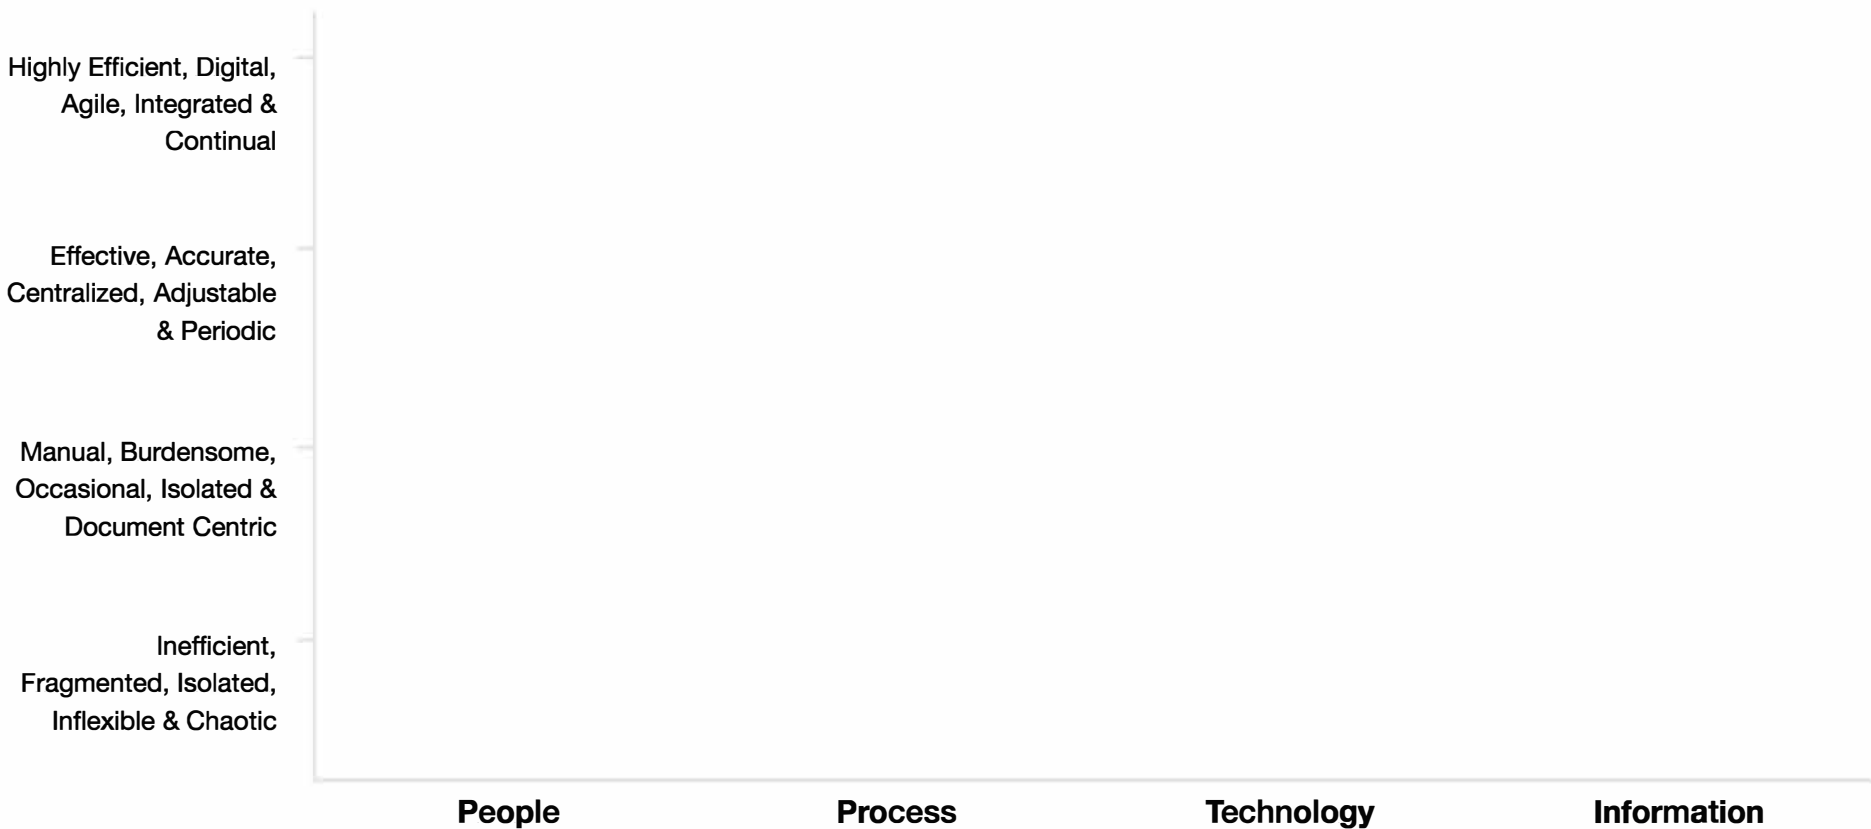 Highly Efficient, Digital,
Agile, Integrated &
Continual
Effective, Accurate,
Centralized, Adjustable
& Periodic
Manual, Burdensome,
Occasional, Isolated &
Document Centric
Inefficient,
Fragmented, Isolated,
Inflexible & Chaotic
People Process Technology Information